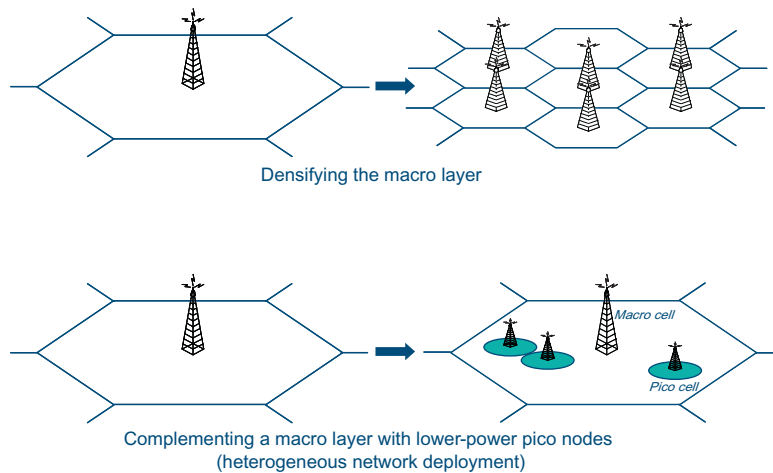 Densifying the macro layer
Macro cell
Pico cell
Complementing a macro layer with lower-power pico nodes
(heterogeneous network deployment)